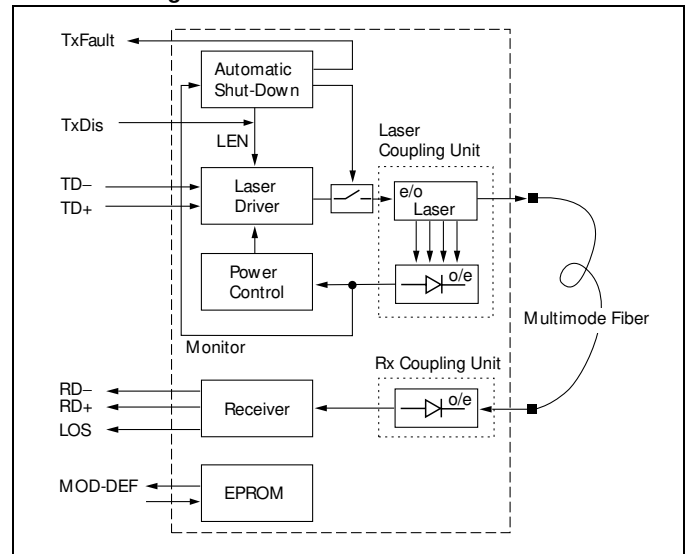 TxFault
Automatic
Shut-Down
TxDis
LEN
Laser
Coupling Unit
TD–
TD+
Laser
Driver
e/o
Laser
Power
Control
o/e
Multimode Fiber
Monitor
Rx Coupling Unit
RD–
RD+
LOS
Receiver
o/e
MOD-DEF
EPROM